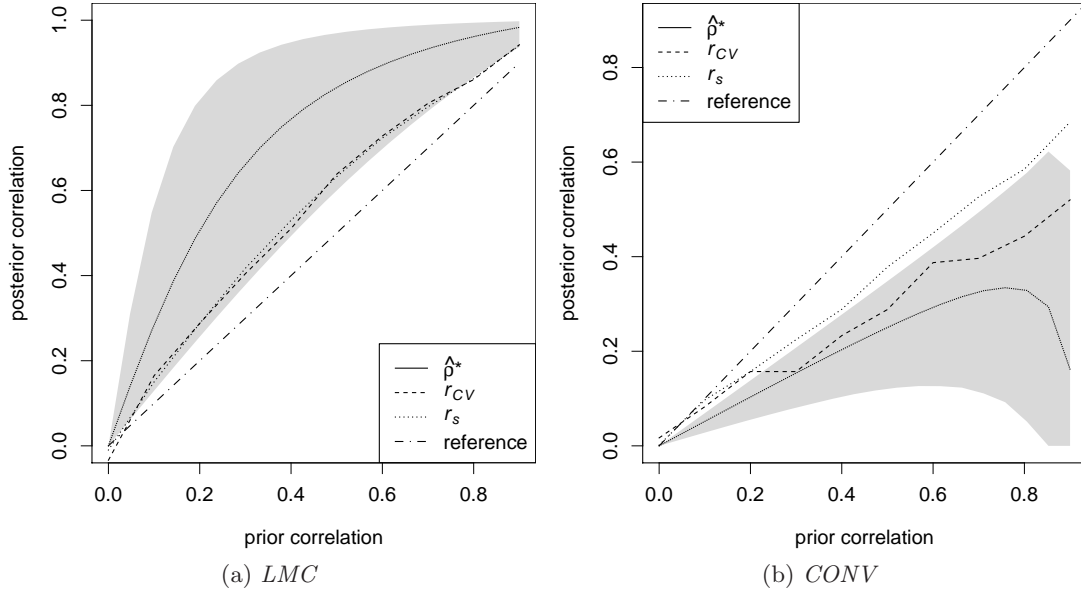 posterior correlation
1.0
0.8
0.6
0.4
0.2
0.0
ρ̂*
r_CV
r_s
reference
0.0 0.2 0.4 0.6 0.8
prior correlation
(a) LMC
posterior correlation
0.8
0.6
0.4
0.2
0.0
ρ̂*
r_CV
r_s
reference
0.0 0.2 0.4 0.6 0.8
prior correlation
(b) CONV